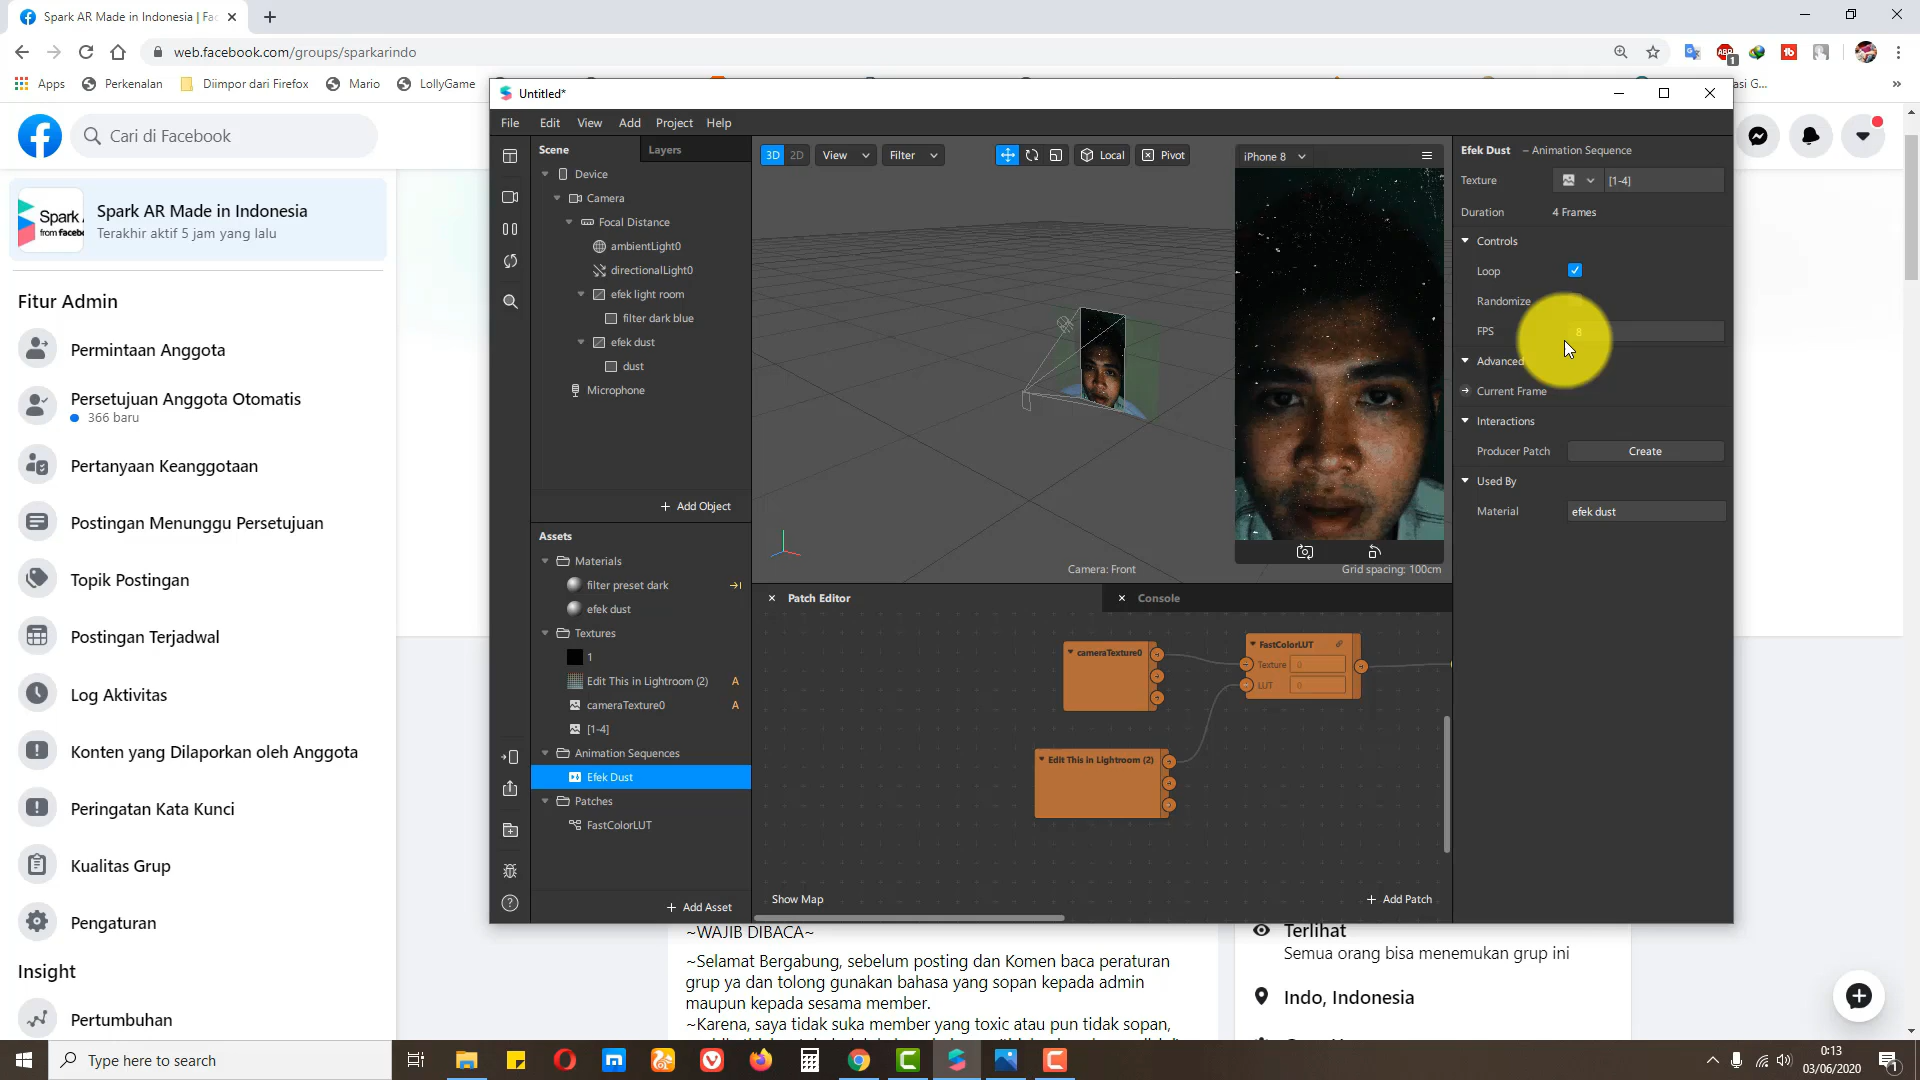 Spark AR Made in Indonesia | Fac
web.facebook.com/groups/sparkarindo
Apps
Perkenalan
Diimpor dari Firefox
Mario
LollyGame
asi G...
Cari di Facebook
Spark AR Made in Indonesia
Terakhir aktif 5 jam yang lalu
Spark
from facebo
Fitur Admin
Permintaan Anggota
Persetujuan Anggota Otomatis
366 baru
Pertanyaan Keanggotaan
Postingan Menunggu Persetujuan
Topik Postingan
Postingan Terjadwal
Log Aktivitas
Konten yang Dilaporkan oleh Anggota
Peringatan Kata Kunci
Kualitas Grup
Pengaturan
Insight
Pertumbuhan
Untitled*
File Edit View Add Project Help
Scene
Layers
Device
Camera
Focal Distance
ambientLight0
directionalLight0
efek light room
filter dark blue
efek dust
dust
Microphone
+ Add Object
Assets
Materials
filter preset dark
efek dust
Textures
1
Edit This in Lightroom (2) A
cameraTexture0 A
[1-4]
Animation Sequences
Efek Dust
Patches
FastColorLUT
+ Add Asset
3D 2D
View
Filter
Local
Pivot
iPhone 8
Camera: Front
Grid spacing: 100cm
Patch Editor
Console
cameraTexture0
FastColorLUT
Texture 0
LUT 0
Edit This in Lightroom (2)
Show Map
+ Add Patch
Efek Dust – Animation Sequence
Texture [1-4]
Duration 4 Frames
Controls
Loop
Randomize
FPS 8
Advanced
Current Frame
Interactions
Producer Patch Create
Used By
Material efek dust
~WAJIB DIBACA~
~Selamat Bergabung, sebelum posting dan Komen baca peraturan
grup ya dan tolong gunakan bahasa yang sopan kepada admin
maupun kepada sesama member.
~Karena, saya tidak suka member yang toxic atau pun tidak sopan,
Terlihat
Semua orang bisa menemukan grup ini
Indo, Indonesia
Type here to search
0:13
03/06/2020
1